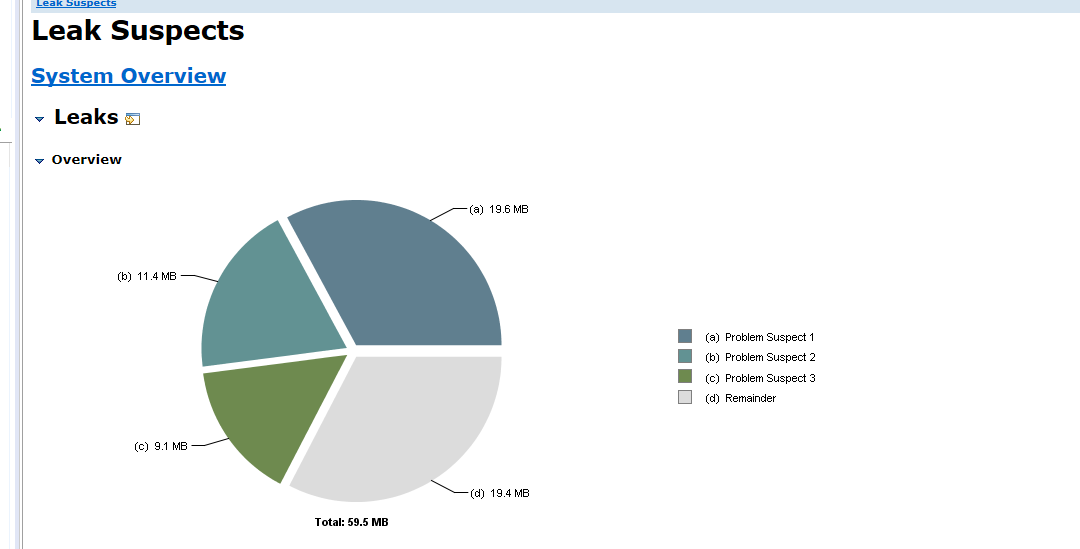 Leak Suspects
Leak Suspects
System Overview
Leaks
Overview
(a) 19.6 MB
(b) 11.4 MB
(a) Problem Suspect 1
(b) Problem Suspect 2
(c) Problem Suspect 3
(d) Remainder
(c) 9.1 MB
(d) 19.4 MB
Total: 59.5 MB